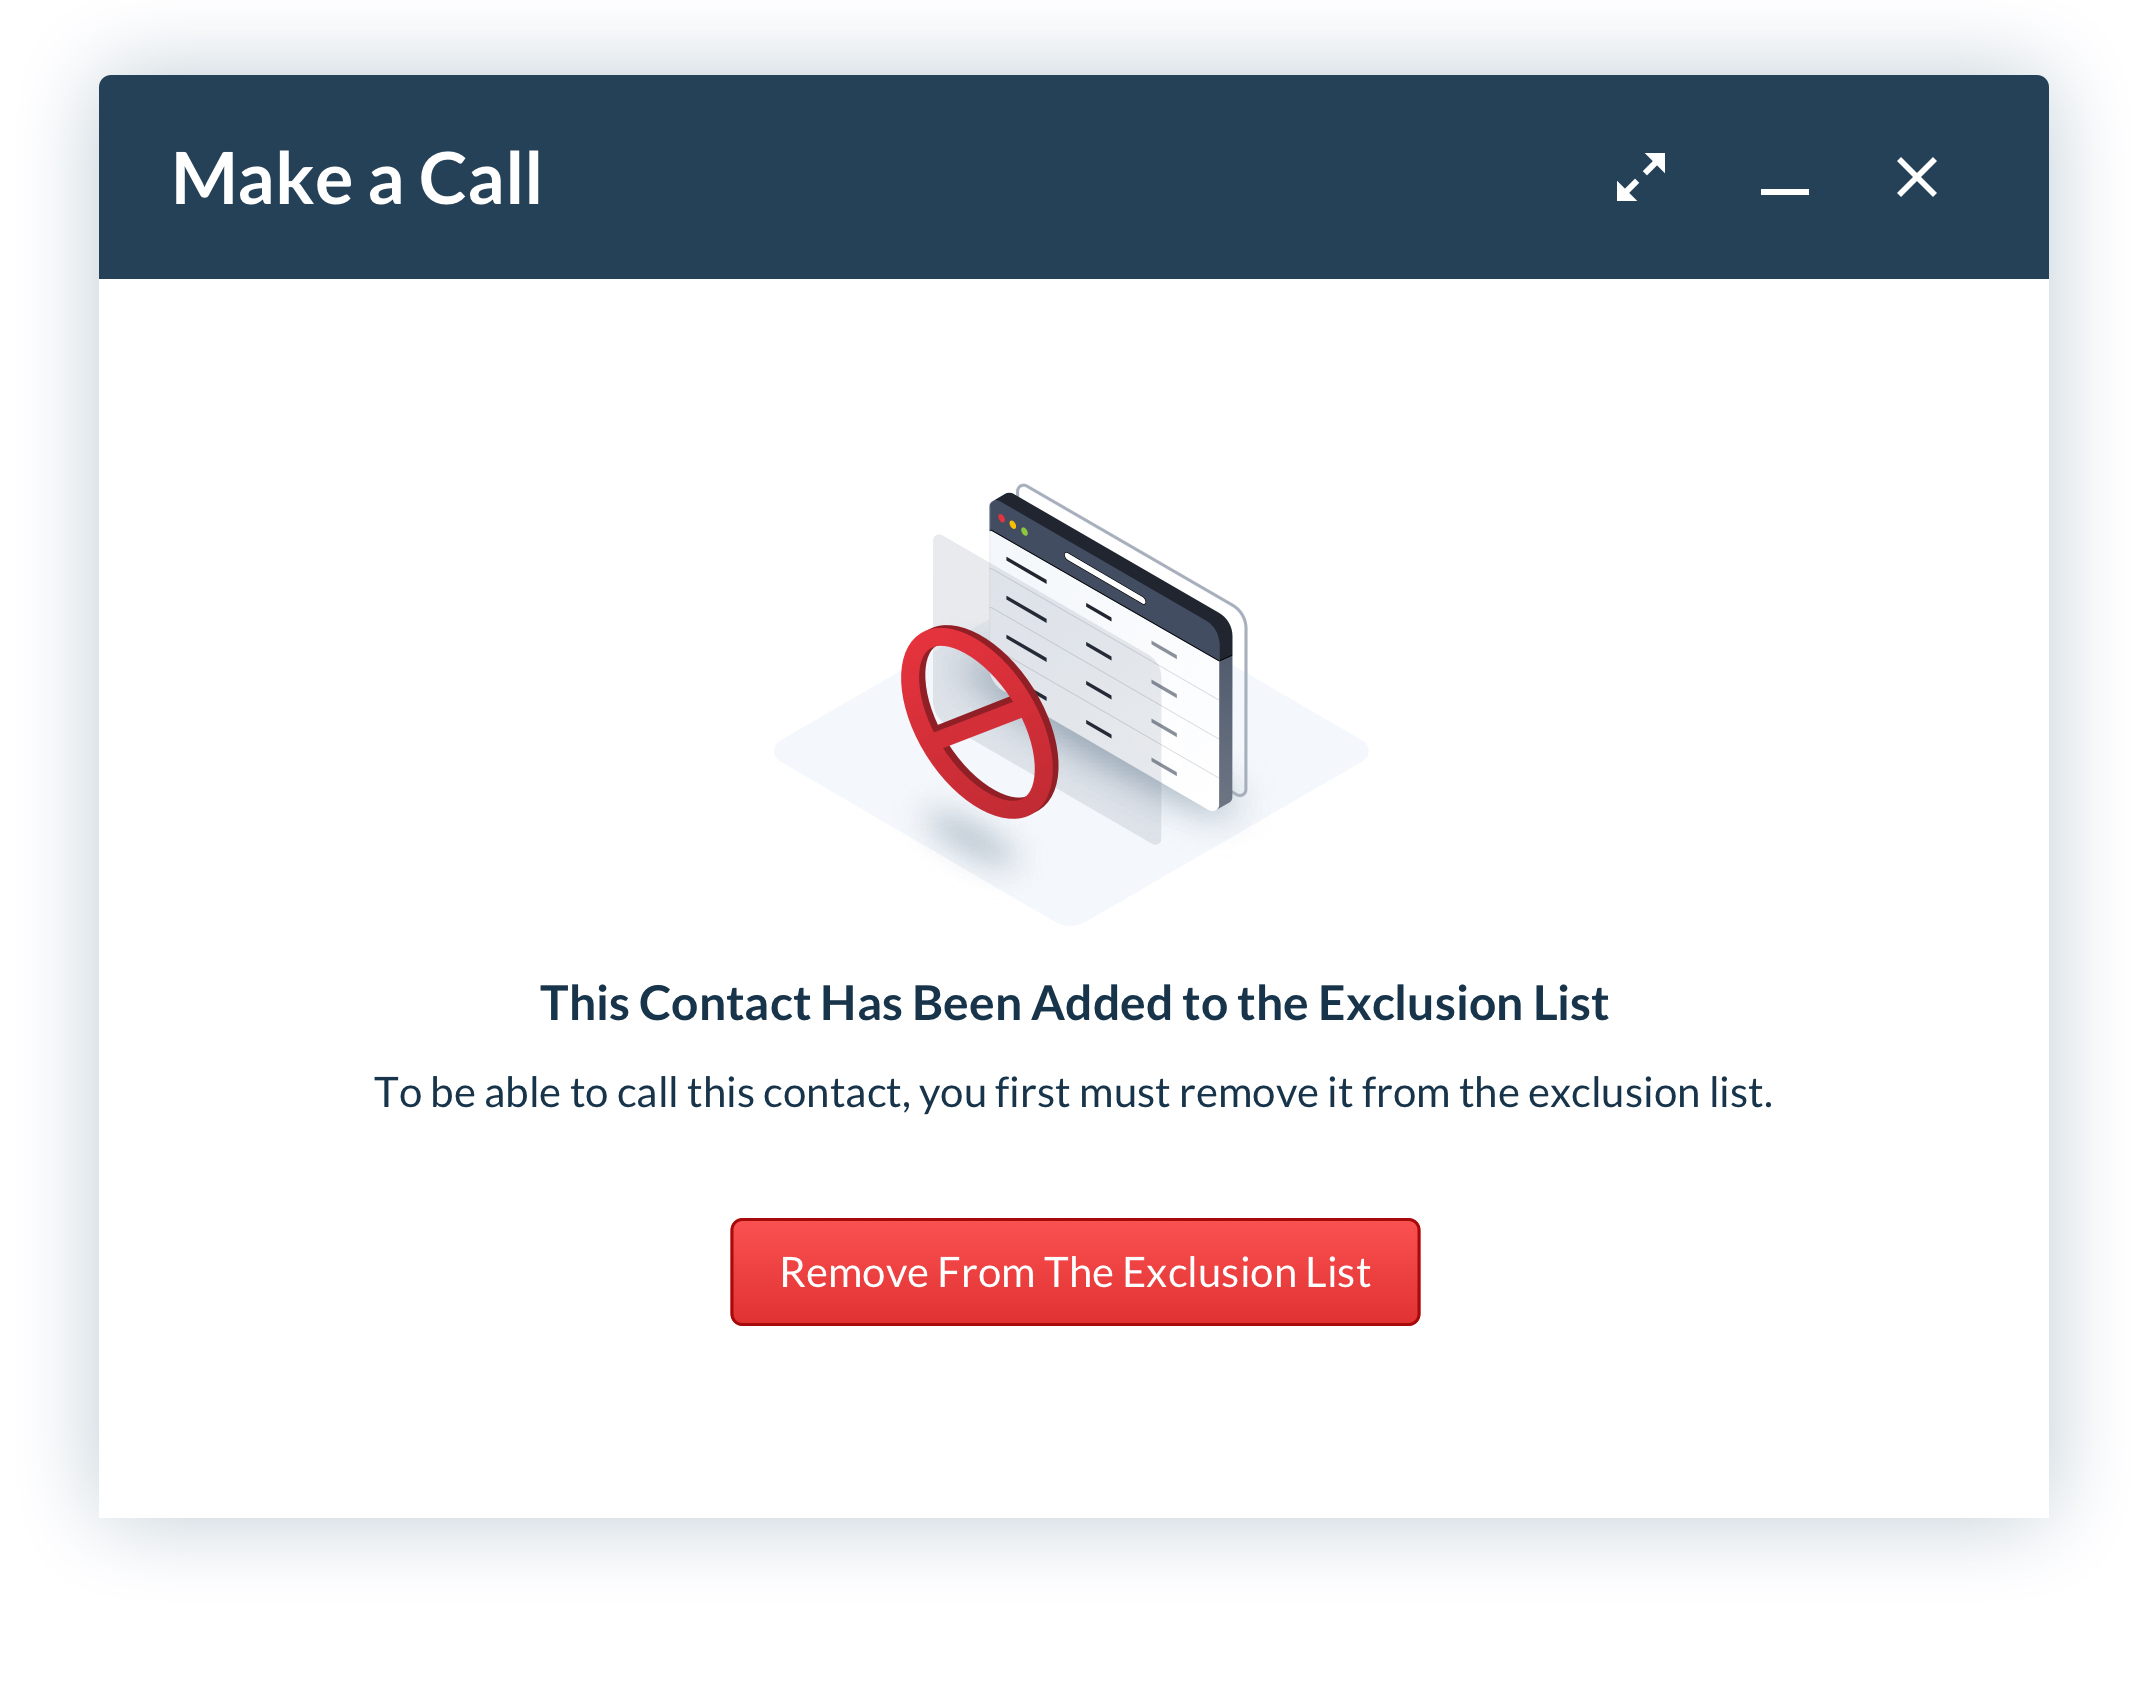 Make a Call
This Contact Has Been Added to the Exclusion List
To be able to call this contact, you first must remove it from the exclusion list.
Remove From The Exclusion List